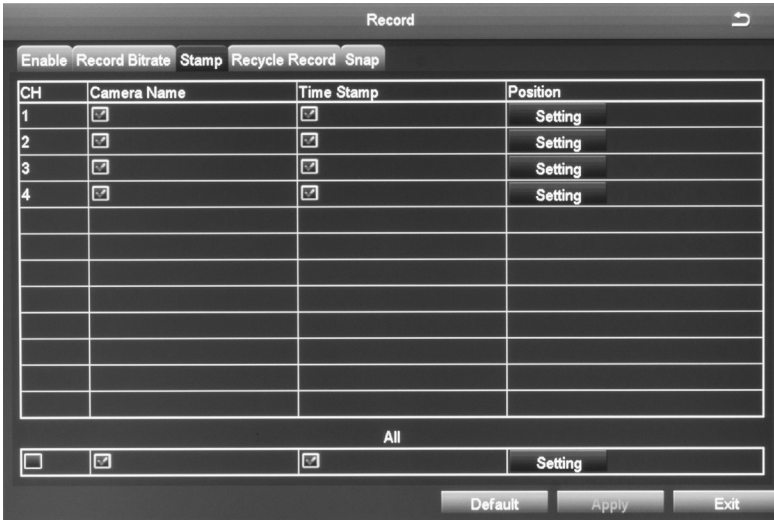 Record
Enable Record Bitrate Stamp Recycle Record Snap
CH Camera Name Time Stamp Position
1 Setting
2 Setting
3 Setting
4 Setting
All
Setting
Default Apply Exit